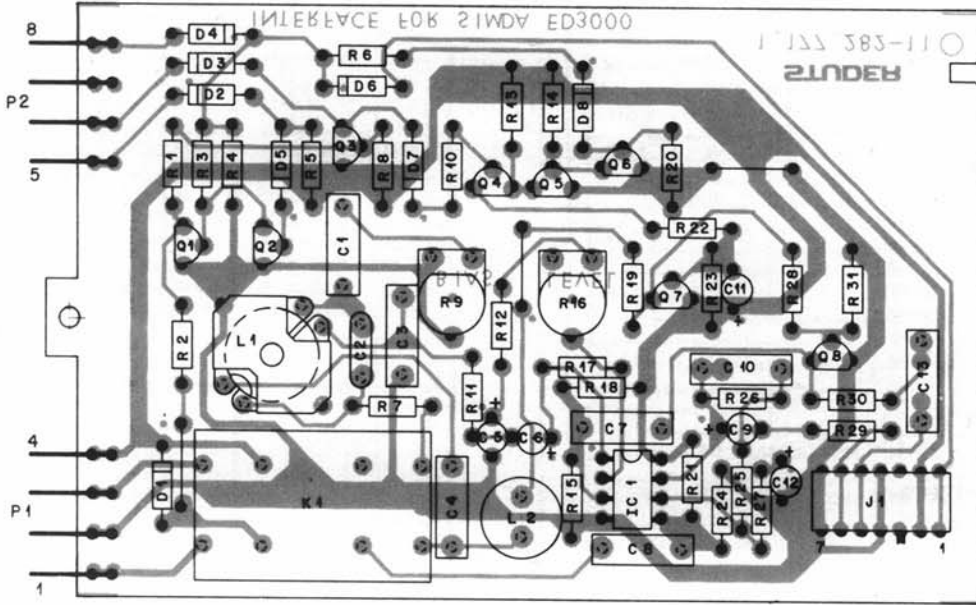 INTERFACE FOR SIMDA ED3000
1.177 282-11
STUDER
8
P2
5
4
P1
1
D4
D3
D2
R6
D6
R1
R3
R4
D5
R5
Q3
R8
D7
R10
R13
R14
D8
Q4
Q5
Q6
R20
Q1
Q2
C1
BIAS
R9
R12
LEVEL
R16
R22
R19
Q7
R23
C11
+
R28
R31
R2
L1
C2
C3
R11
R17
R18
C10
Q8
C13
R7
+
C5
C6
+
C7
R26
+
C9
R30
R29
D1
K1
C4
L2
R15
IC1
R21
R24
R25
R27
+
C12
J1
C8
7
1